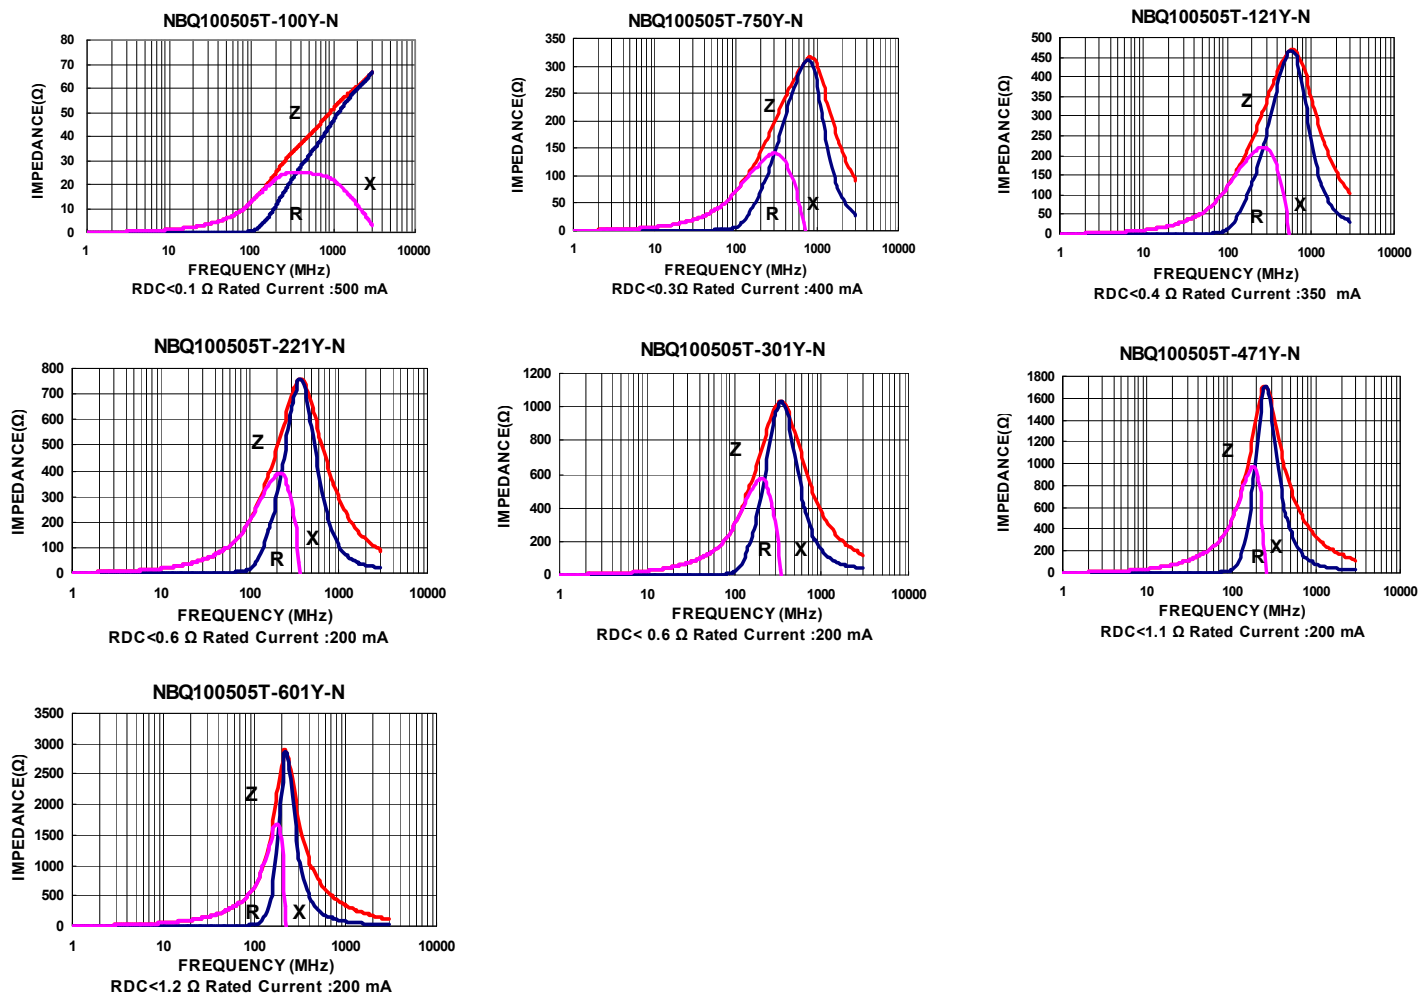 NBQ100505T-100Y-N
IMPEDANCE(Ω)
80
70
60
50
40
30
20
10
0
Z
X
R
1 10 100 1000 10000
FREQUENCY (MHz)
RDC<0.1 Ω Rated Current :500 mA
NBQ100505T-750Y-N
IMPEDANCE(Ω)
350
300
250
200
150
100
50
0
Z
R X
1 10 100 1000 10000
FREQUENCY (MHz)
RDC<0.3Ω Rated Current :400 mA
NBQ100505T-121Y-N
IMPEDANCE(Ω)
500
450
400
350
300
250
200
150
100
50
0
Z
R X
1 10 100 1000 10000
FREQUENCY (MHz)
RDC<0.4 Ω Rated Current :350 mA
NBQ100505T-221Y-N
IMPEDANCE(Ω)
800
700
600
500
400
300
200
100
0
Z
R X
1 10 100 1000 10000
FREQUENCY (MHz)
RDC<0.6 Ω Rated Current :200 mA
NBQ100505T-301Y-N
IMPEDANCE(Ω)
1200
1000
800
600
400
200
0
Z
R X
1 10 100 1000 10000
FREQUENCY (MHz)
RDC< 0.6 Ω Rated Current :200 mA
NBQ100505T-471Y-N
IMPEDANCE(Ω)
1800
1600
1400
1200
1000
800
600
400
200
0
Z
R X
1 10 100 1000 10000
FREQUENCY (MHz)
RDC<1.1 Ω Rated Current :200 mA
NBQ100505T-601Y-N
IMPEDANCE(Ω)
3500
3000
2500
2000
1500
1000
500
0
Z
R X
1 10 100 1000 10000
FREQUENCY (MHz)
RDC<1.2 Ω Rated Current :200 mA